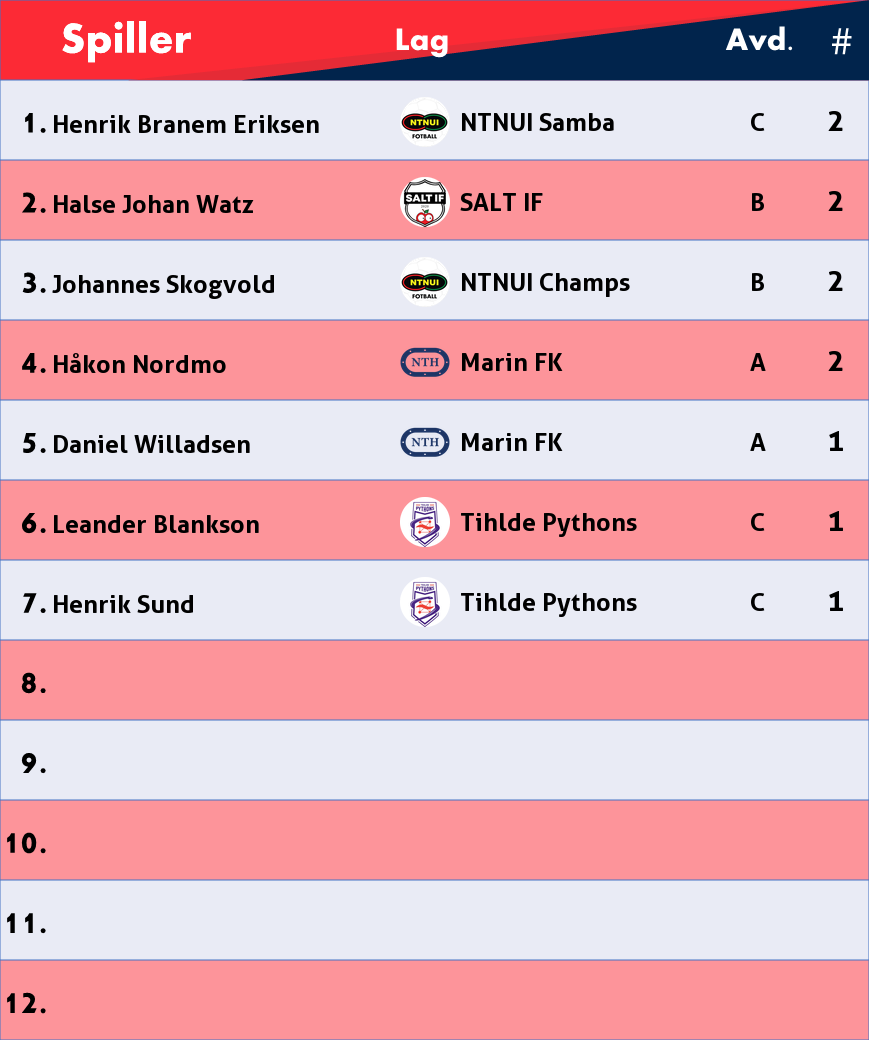 Spiller Lag Avd. #
1. Henrik Branem Eriksen NTNUI FOTBALL NTNUI Samba C 2
2. Halse Johan Watz SALT IF SALT IF B 2
3. Johannes Skogvold NTNUI FOTBALL NTNUI Champs B 2
4. Håkon Nordmo NTH Marin FK A 2
5. Daniel Willadsen NTH Marin FK A 1
6. Leander Blankson PYTHONS Tihlde Pythons C 1
7. Henrik Sund PYTHONS Tihlde Pythons C 1
8.
9.
10.
11.
12.